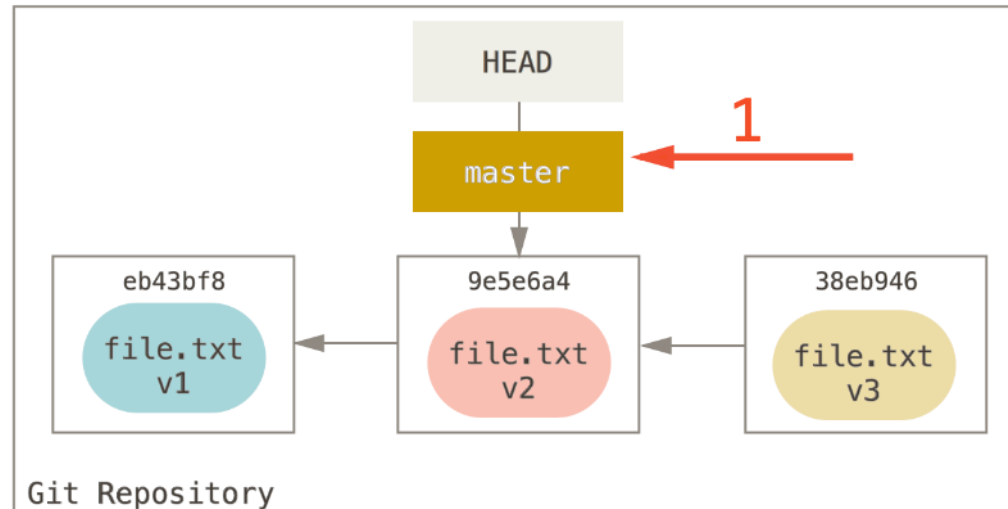 HEAD
1
master
eb43bf8
9e5e6a4
38eb946
file.txt
v1
file.txt
v2
file.txt
v3
Git Repository